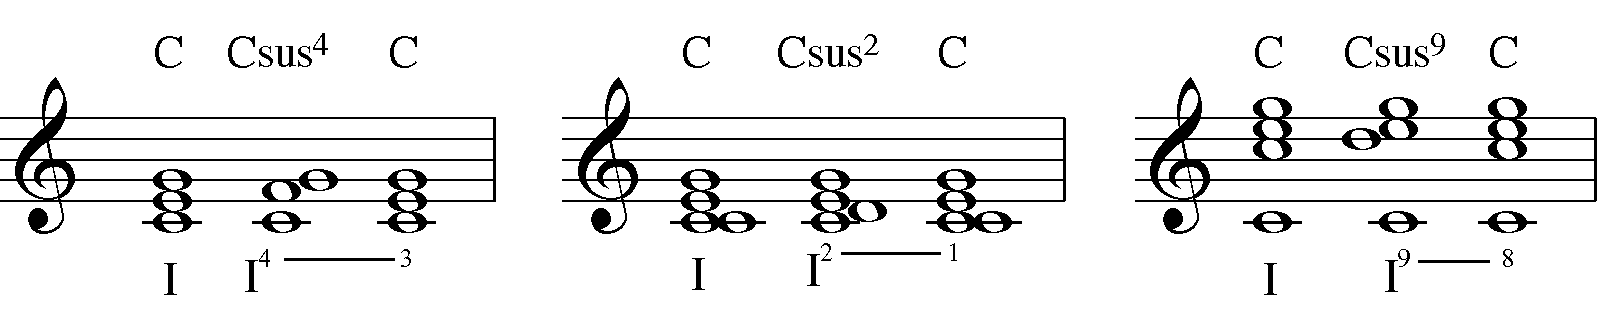 C Csus4 C C Csus2 C C Csus9 C
I I4 3 I I2 1 I I9 8